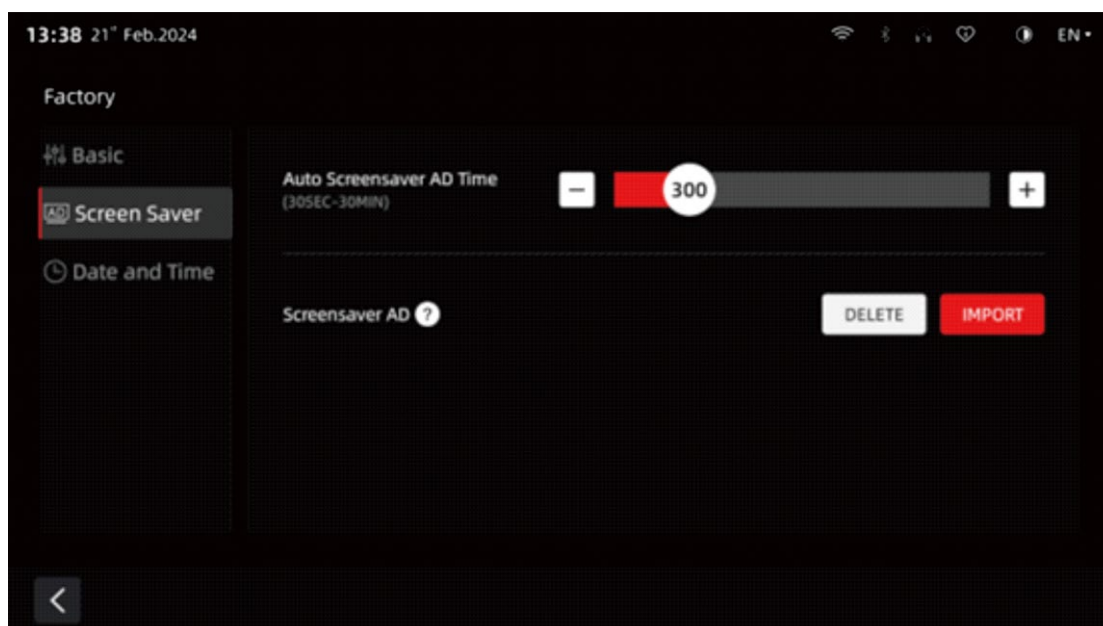 13:38 21" Feb.2024
EN
Factory
Basic
AD Screen Saver
Date and Time
Auto Screensaver AD Time
(30SEC-30MIN)
− 300 +
Screensaver AD ?
DELETE
IMPORT